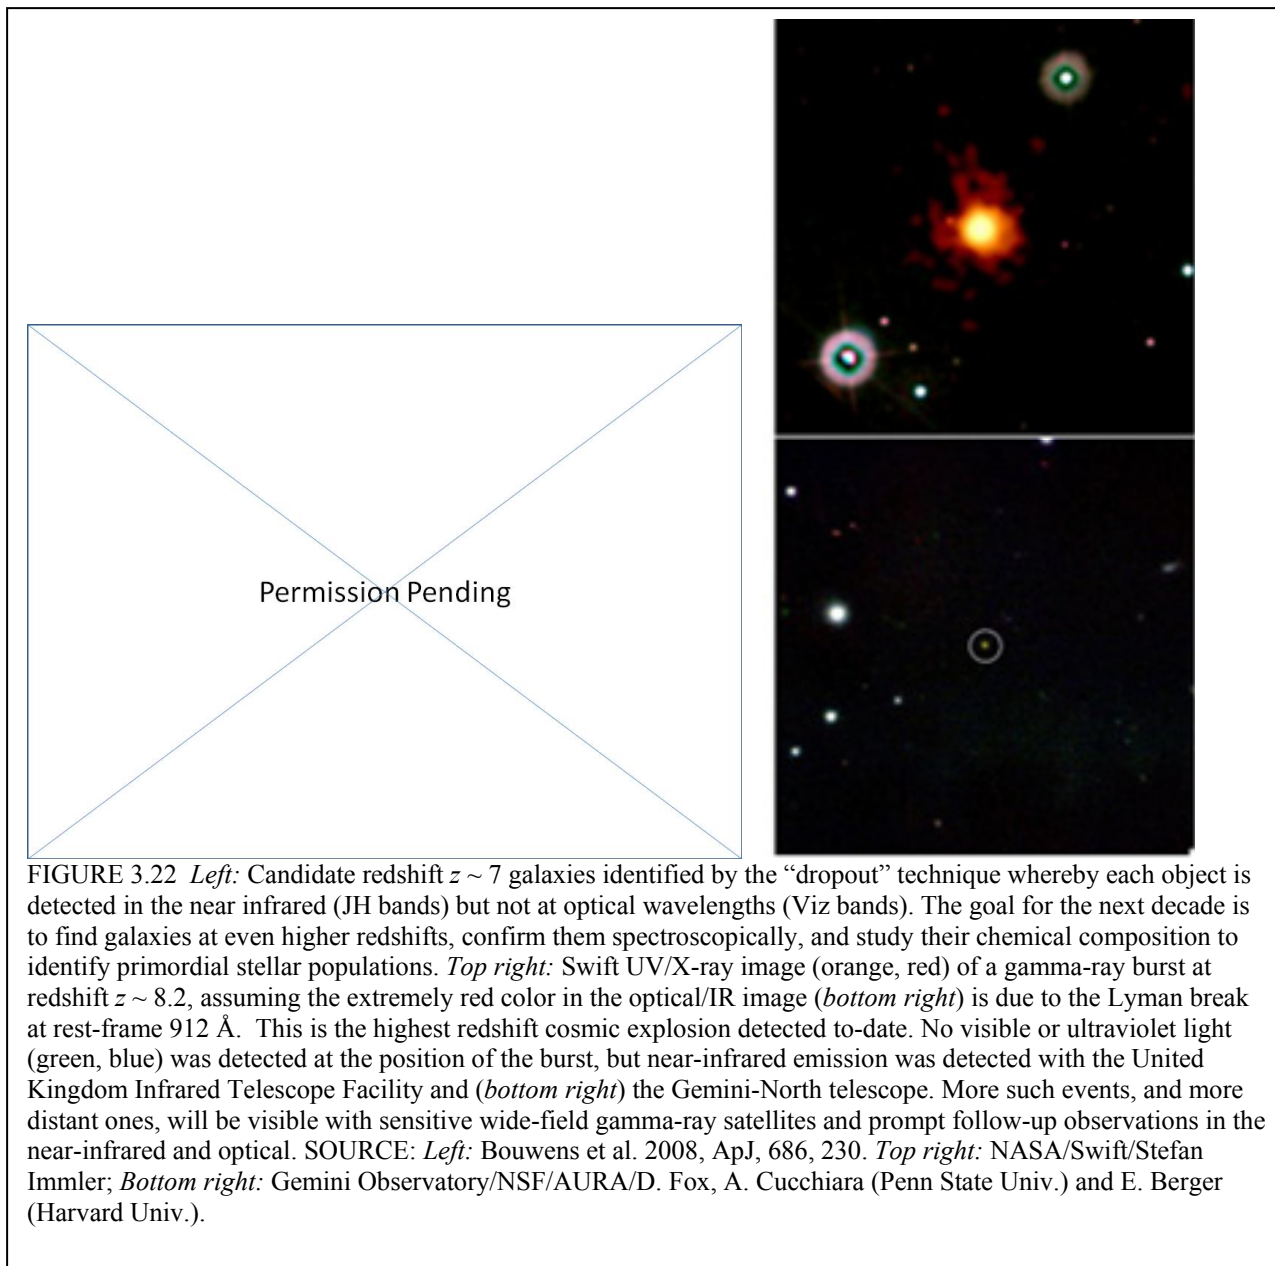 Permission Pending
FIGURE 3.22 Left: Candidate redshift z ~ 7 galaxies identified by the “dropout” technique whereby each object is
detected in the near infrared (JH bands) but not at optical wavelengths (Viz bands). The goal for the next decade is
to find galaxies at even higher redshifts, confirm them spectroscopically, and study their chemical composition to
identify primordial stellar populations. Top right: Swift UV/X-ray image (orange, red) of a gamma-ray burst at
redshift z ~ 8.2, assuming the extremely red color in the optical/IR image (bottom right) is due to the Lyman break
at rest-frame 912 Å.  This is the highest redshift cosmic explosion detected to-date. No visible or ultraviolet light
(green, blue) was detected at the position of the burst, but near-infrared emission was detected with the United
Kingdom Infrared Telescope Facility and (bottom right) the Gemini-North telescope. More such events, and more
distant ones, will be visible with sensitive wide-field gamma-ray satellites and prompt follow-up observations in the
near-infrared and optical. SOURCE: Left: Bouwens et al. 2008, ApJ, 686, 230. Top right: NASA/Swift/Stefan
Immler; Bottom right: Gemini Observatory/NSF/AURA/D. Fox, A. Cucchiara (Penn State Univ.) and E. Berger
(Harvard Univ.).